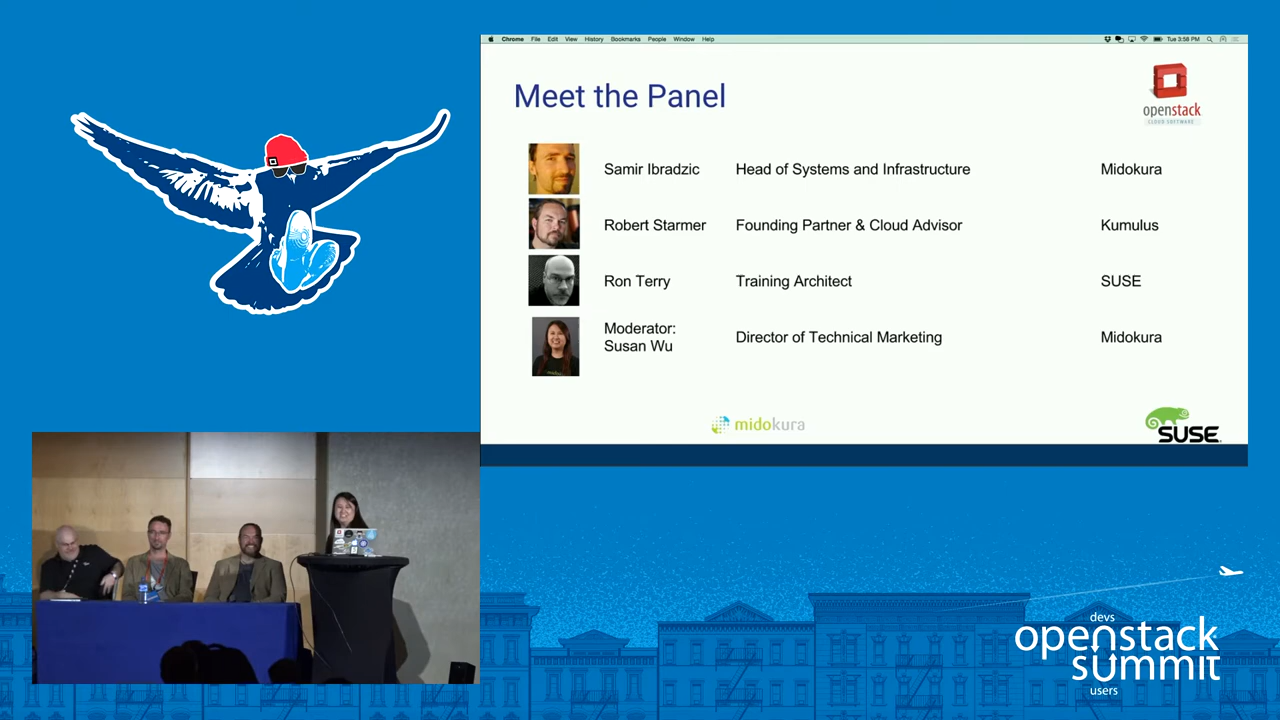 Chrome File Edit View History Bookmarks People Window Help
Tue 3:58 PM
Meet the Panel
openstack
CLOUD SOFTWARE
Samir Ibradzic Head of Systems and Infrastructure Midokura
Robert Starmer Founding Partner & Cloud Advisor Kumulus
Ron Terry Training Architect SUSE
Moderator:
Susan Wu Director of Technical Marketing Midokura
midokura
SUSE
devs
openstack
summit
users